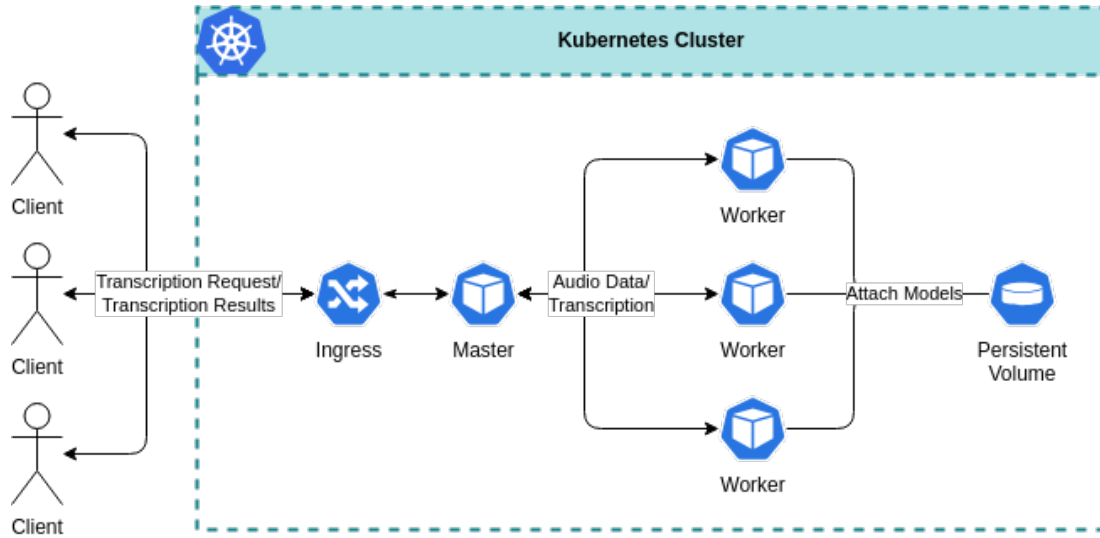 Kubernetes Cluster
Client
Worker
Transcription Request/
Transcription Results
Audio Data/
Transcription
Attach Models
Client
Ingress
Master
Worker
Persistent
Volume
Worker
Client